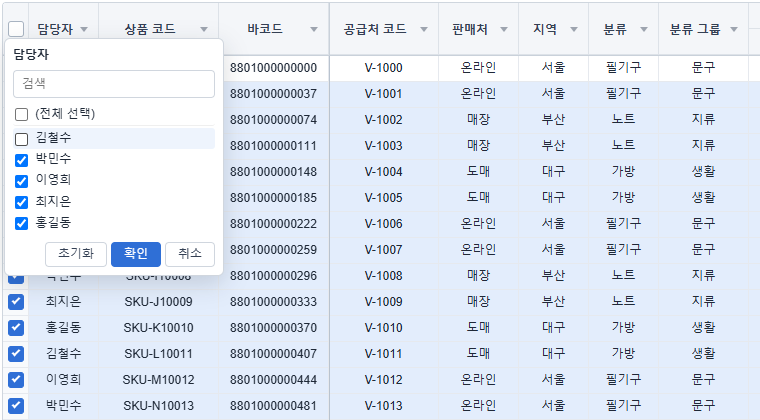 담당자 상품 코드 바코드 공급처 코드 판매처 지역 분류 분류 그룹
담당자
검색
(전체 선택)
김철수
박민수
이영희
최지은
홍길동
초기화 확인 취소
8801000000000 V-1000 온라인 서울 필기구 문구
8801000000037 V-1001 온라인 서울 필기구 문구
8801000000074 V-1002 매장 부산 노트 지류
8801000000111 V-1003 매장 부산 노트 지류
8801000000148 V-1004 도매 대구 가방 생활
8801000000185 V-1005 도매 대구 가방 생활
8801000000222 V-1006 온라인 서울 필기구 문구
8801000000259 V-1007 온라인 서울 필기구 문구
8801000000296 V-1008 매장 부산 노트 지류
최지은 SKU-J10009 8801000000333 V-1009 매장 부산 노트 지류
홍길동 SKU-K10010 8801000000370 V-1010 도매 대구 가방 생활
김철수 SKU-L10011 8801000000407 V-1011 도매 대구 가방 생활
이영희 SKU-M10012 8801000000444 V-1012 온라인 서울 필기구 문구
박민수 SKU-N10013 8801000000481 V-1013 온라인 서울 필기구 문구